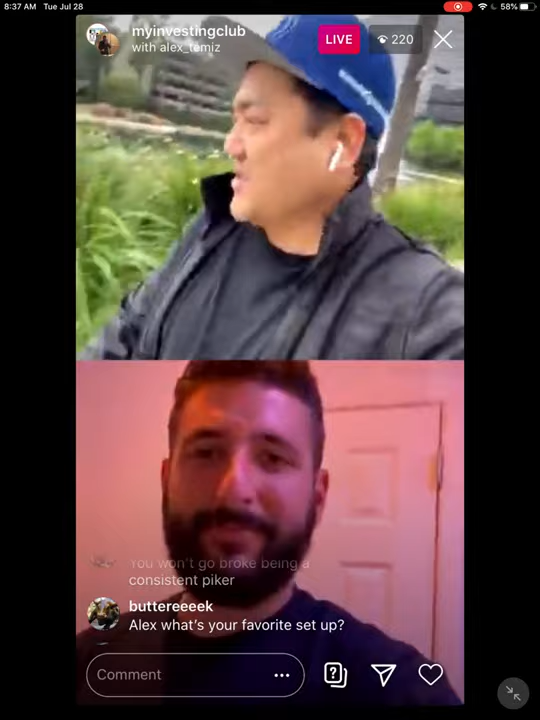 8:37 AM Tue Jul 28
58%
myinvestingclub
LIVE
220
with alex_temiz
You won't go broke being a
consistent piker
buttereeeek
Alex what's your favorite set up?
Comment